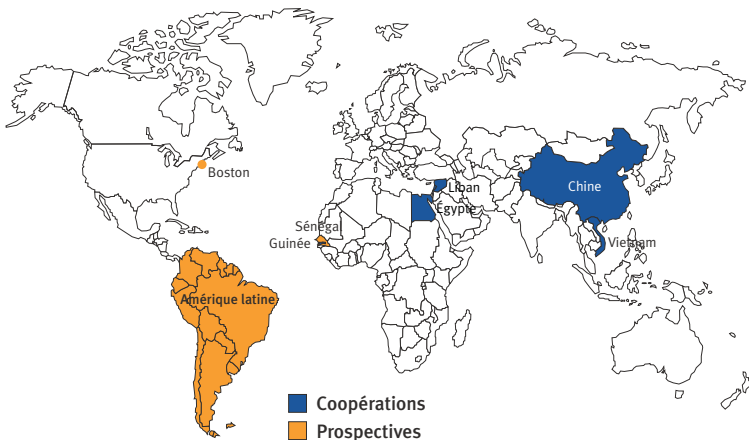 Boston
Liban
Égypte
Chine
Sénégal
Guinée
Vietnam
Amérique latine
Coopérations
Prospectives